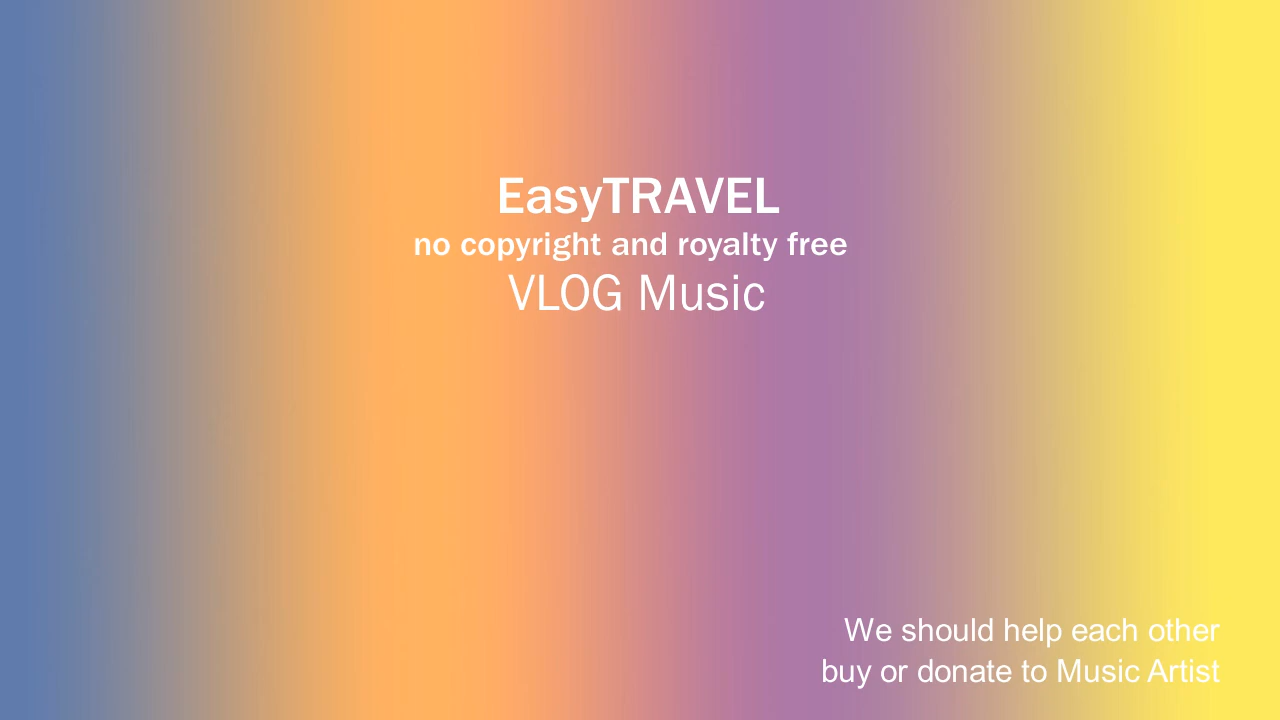 EasyTRAVEL
no copyright and royalty free
VLOG Music
We should help each other
buy or donate to Music Artist